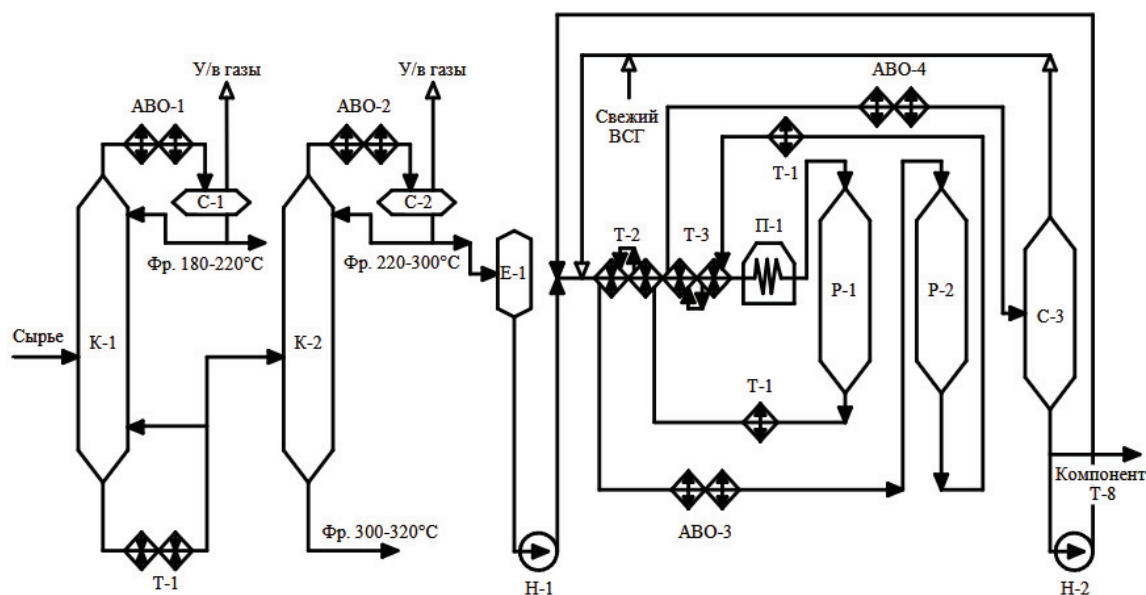 У/в газы
У/в газы
АВО-1
АВО-2
АВО-4
Свежий
ВСГ
Т-1
С-1
С-2
П-1
Т-2
Т-3
Фр. 180-220°С
Фр. 220-300°С
Е-1
Р-1
Р-2
С-3
Сырье
К-1
К-2
Т-1
Компонент
Т-8
Фр. 300-320°С
АВО-3
Т-1
Н-1
Н-2